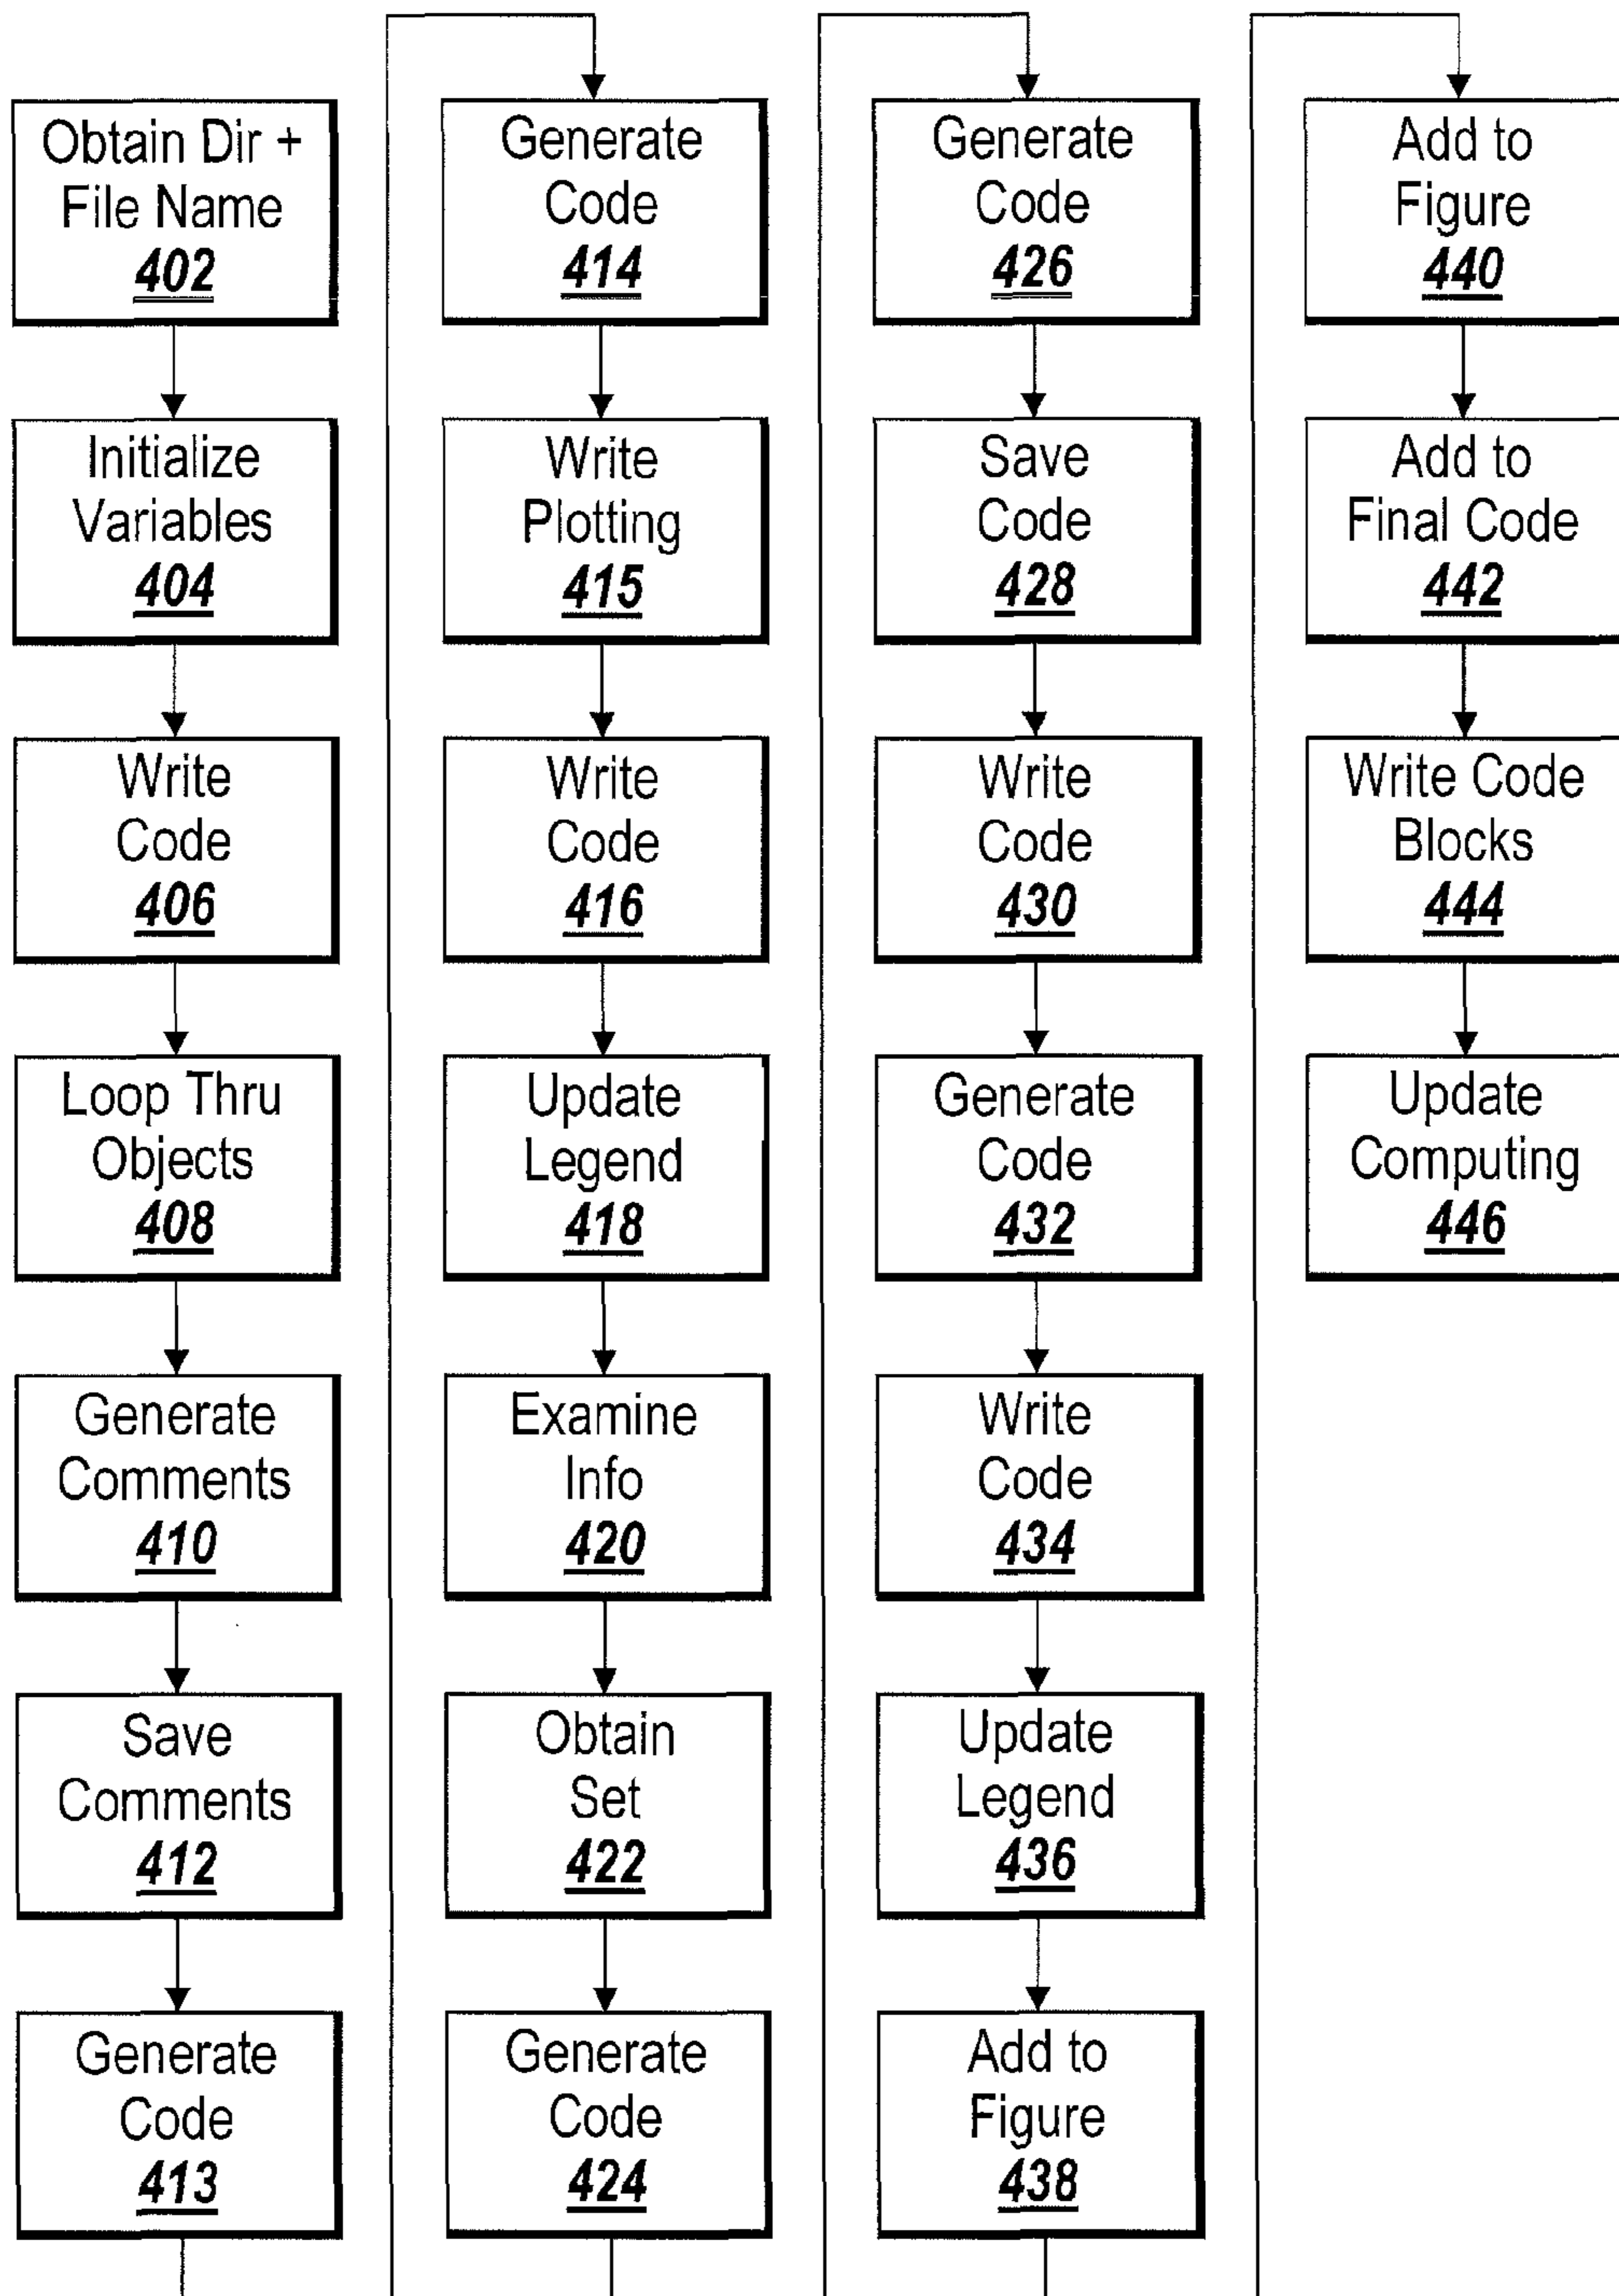 Obtain Dir +
File Name
402
Initialize
Variables
404
Write
Code
406
Loop Thru
Objects
408
Generate
Comments
410
Save
Comments
412
Generate
Code
413
Generate
Code
414
Write
Plotting
415
Write
Code
416
Update
Legend
418
Examine
Info
420
Obtain
Set
422
Generate
Code
424
Generate
Code
426
Save
Code
428
Write
Code
430
Generate
Code
432
Write
Code
434
Update
Legend
436
Add to
Figure
438
Add to
Figure
440
Add to
Final Code
442
Write Code
Blocks
444
Update
Computing
446